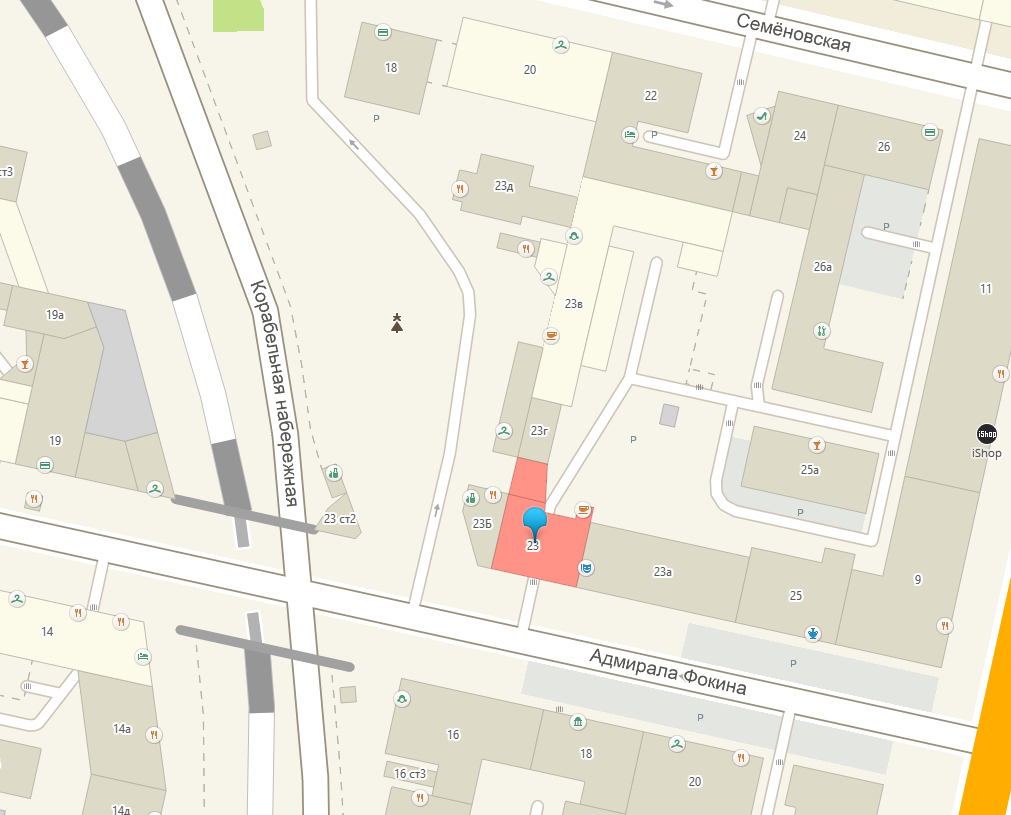 Семёновская
18
20
22
P
P
24
26
ст3
23д
P
26а
19а
23в
11
Корабельная набережная
19
23г
P
iShop
iShop
25а
P
23 ст2
23Б
23
23а
9
25
14
Адмирала Фокина
P
P
14а
16
18
20
16 ст3
14д